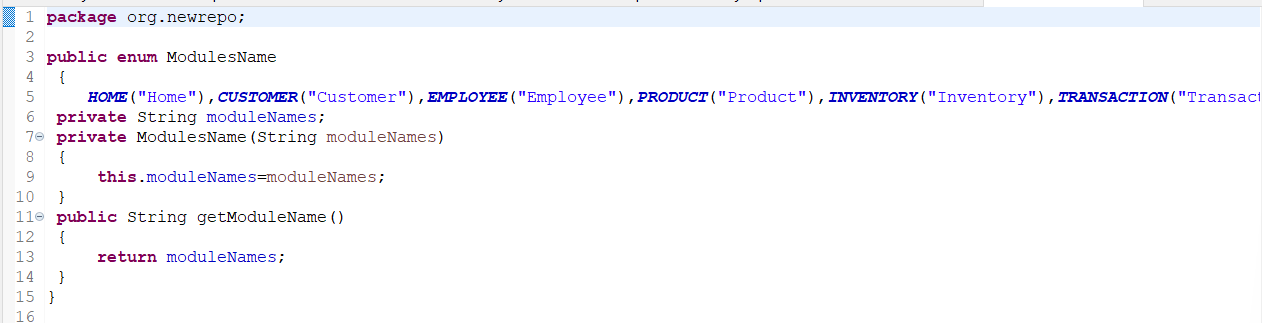 1 package org.newrepo;
2
3 public enum ModulesName
4 {
5 HOME("Home"),CUSTOMER("Customer"),EMPLOYEE("Employee"),PRODUCT("Product"),INVENTORY("Inventory"),TRANSACTION("Transact
6 private String moduleNames;
7 private ModulesName(String moduleNames)
8 {
9 this.moduleNames=moduleNames;
10 }
11 public String getModuleName()
12 {
13 return moduleNames;
14 }
15 }
16